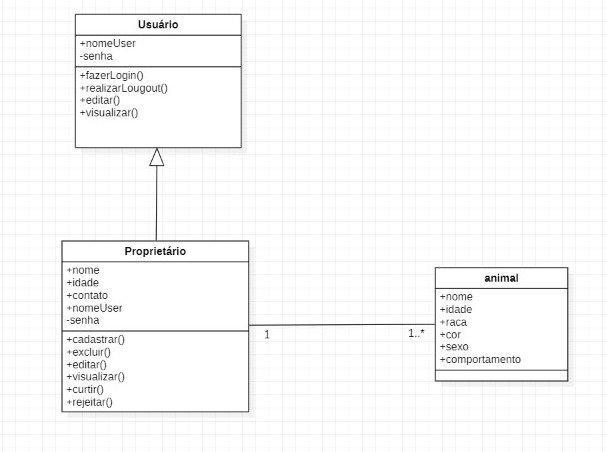 Usuário
+nomeUser
-senha
+fazerLogin()
+realizarLougout()
+editar()
+visualizar()
Proprietário
+nome
+idade
+contato
+nomeUser
-senha
+cadastrar()
+excluir()
+editar()
+visualizar()
+curtir()
+rejeitar()
1
1..*
animal
+nome
+idade
+raca
+cor
+sexo
+comportamento